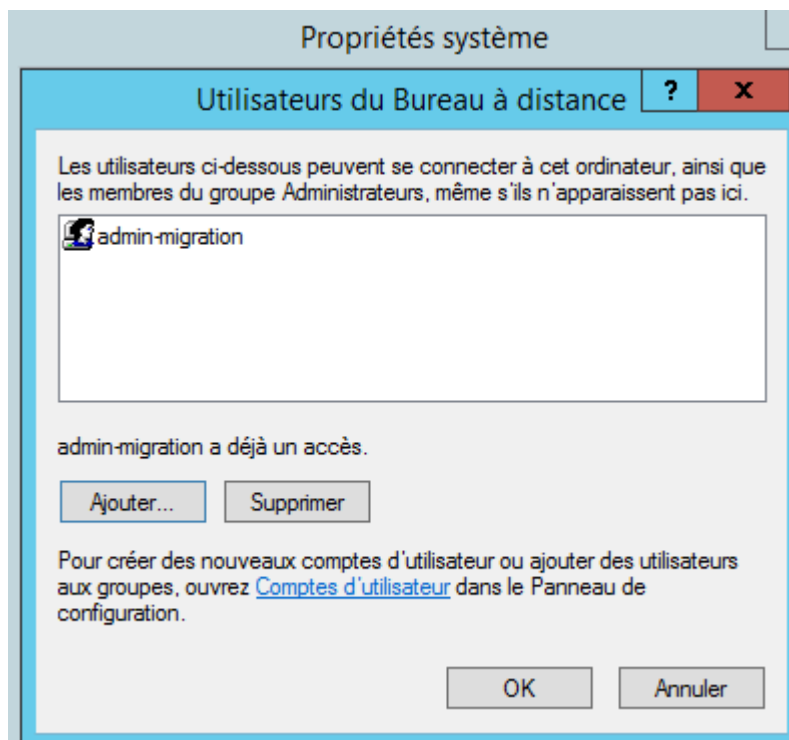 Propriétés système
Utilisateurs du Bureau à distance
?
x
Les utilisateurs ci-dessous peuvent se connecter à cet ordinateur, ainsi que
les membres du groupe Administrateurs, même s'ils n'apparaissent pas ici.
admin-migration
admin-migration a déjà un accès.
Ajouter...
Supprimer
Pour créer des nouveaux comptes d'utilisateur ou ajouter des utilisateurs
aux groupes, ouvrez Comptes d'utilisateur dans le Panneau de
configuration.
OK
Annuler